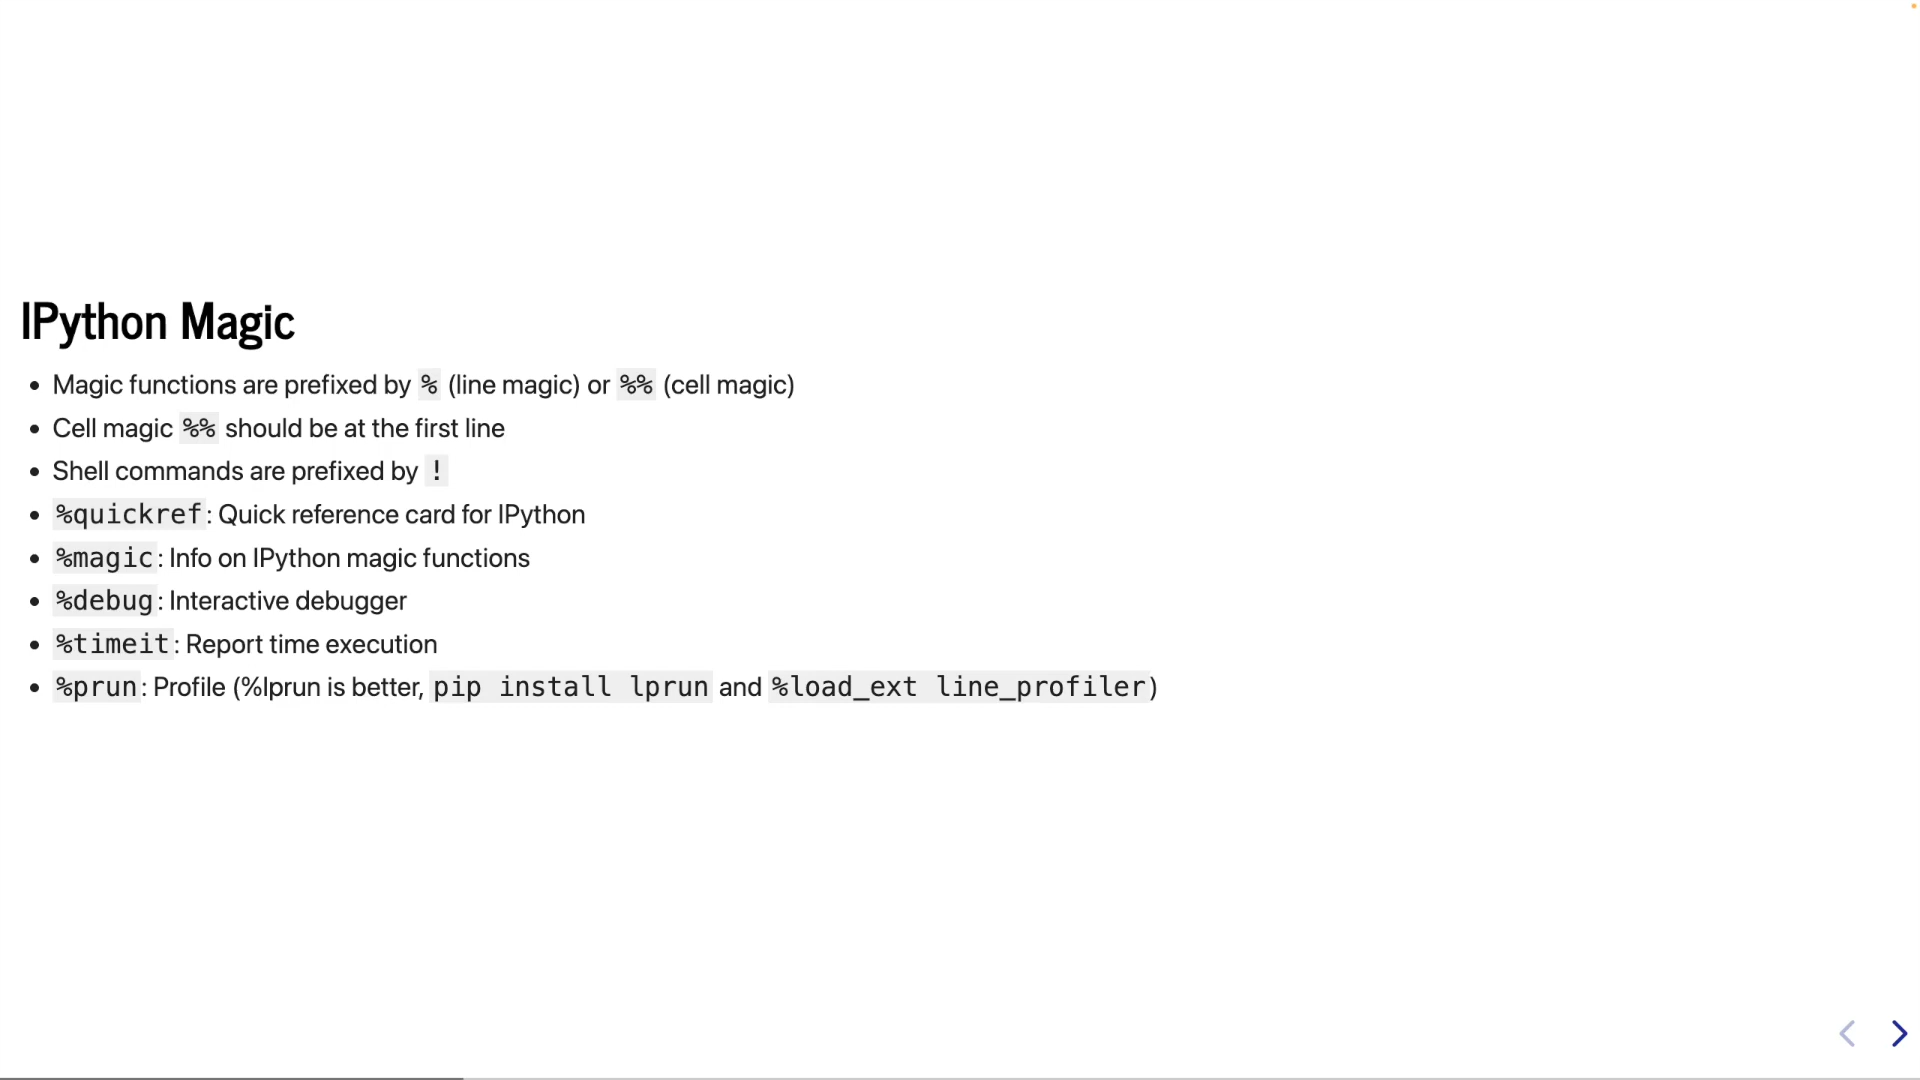 IPython Magic
• Magic functions are prefixed by % (line magic) or %% (cell magic)
• Cell magic %% should be at the first line
• Shell commands are prefixed by !
• %quickref: Quick reference card for IPython
• %magic: Info on IPython magic functions
• %debug: Interactive debugger
• %timeit: Report time execution
• %prun: Profile (%lprun is better, pip install lprun and %load_ext line_profiler)